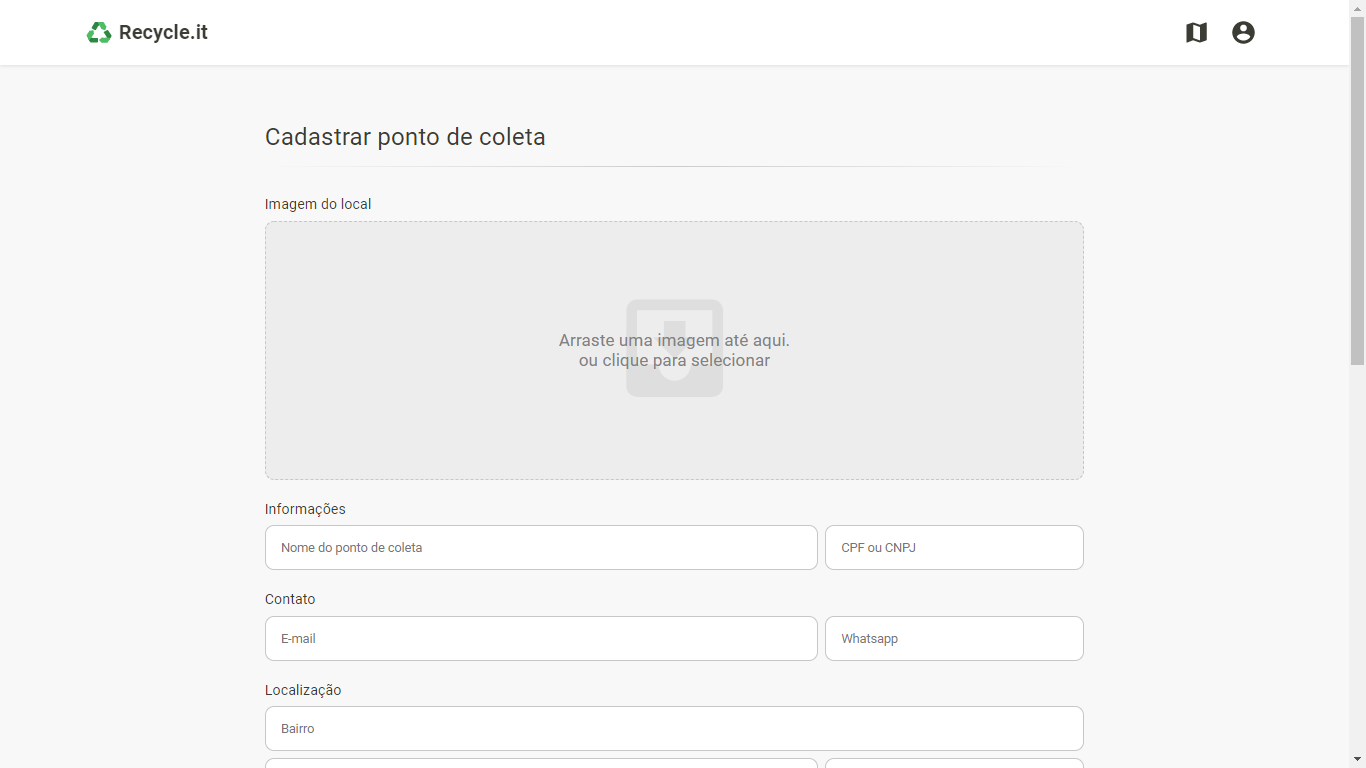 Recycle.it
Cadastrar ponto de coleta
Imagem do local
Arraste uma imagem até aqui.
ou clique para selecionar
Informações
Nome do ponto de coleta
CPF ou CNPJ
Contato
E-mail
Whatsapp
Localização
Bairro